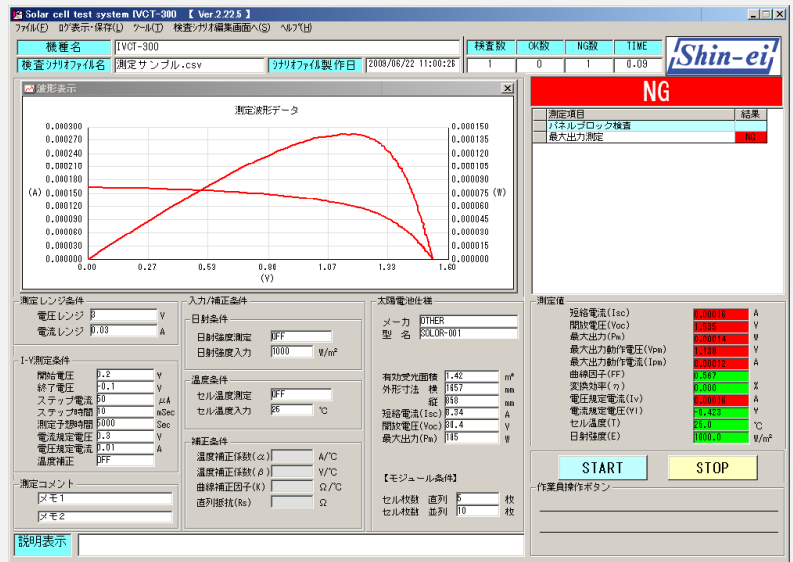 Solar cell test system IVCT-300 【 Ver.2.22.5 】
ファイル(F) ログ表示・保存(L) ツール(T) 検査シナリオ編集画面へ(S) ヘルプ(H)
機種名 IVCT-300
検査シナリオファイル名 測定サンプル.csv シナリオファイル製作日 2009/06/22 11:00:26
検査数 OK数 NG数 TIME
1 0 1 0.09
Shin-ei
波形表示
測定波形データ
0.000300 0.000150
0.000270 0.000135
0.000240 0.000120
0.000210 0.000105
0.000180 0.000090
(A) 0.000150 0.000075 (W)
0.000120 0.000060
0.000090 0.000045
0.000060 0.000030
0.000030 0.000015
0.000000 0.000000
0.00 0.27 0.53 0.80 1.07 1.33 1.60
(V)
NG
測定項目 結果
パネルブロック検査
最大出力測定 NG
測定レンジ条件
電圧レンジ 3 V
電流レンジ 0.03 A
I-V測定条件
開始電圧 0.2 V
終了電圧 -0.1 V
ステップ電流 50 μA
ステップ時間 10 mSec
測定予想時間 5000 Sec
電流規定電圧 0.3 V
電圧規定電流 0.01 A
温度補正 OFF
測定コメント
メモ1
メモ2
入力/補正条件
日射条件
日射強度測定 OFF
日射強度入力 1000 W/m²
温度条件
セル温度測定 OFF
セル温度入力 25 ℃
補正条件
温度補正係数(α) A/℃
温度補正係数(β) V/℃
曲線補正因子(K) Ω/℃
直列抵抗(Rs) Ω
太陽電池仕様
メーカ OTHER
型 名 SOLOR-001
有効受光面積 1.42 m²
外形寸法 横 1657 mm
縦 858 mm
短絡電流(Isc) 8.34 A
開放電圧(Voc) 30.4 V
最大出力(Pm) 185 W
【モジュール条件】
セル枚数 直列 5 枚
セル枚数 並列 10 枚
測定値
短絡電流(Isc) 0.00016 A
開放電圧(Voc) 1.535 V
最大出力(Pm) 0.00014 W
最大出力動作電圧(Vpm) 1.138 V
最大出力動作電流(Ipm) 0.00012 A
曲線因子(FF) 0.567
変換効率(η) 0.000 %
電圧規定電流(Iv) 0.00016 A
電流規定電圧(VI) -0.423 V
セル温度(T) 25.0 ℃
日射強度(E) 1000.0 W/m²
START STOP
作業員操作ボタン
説明表示